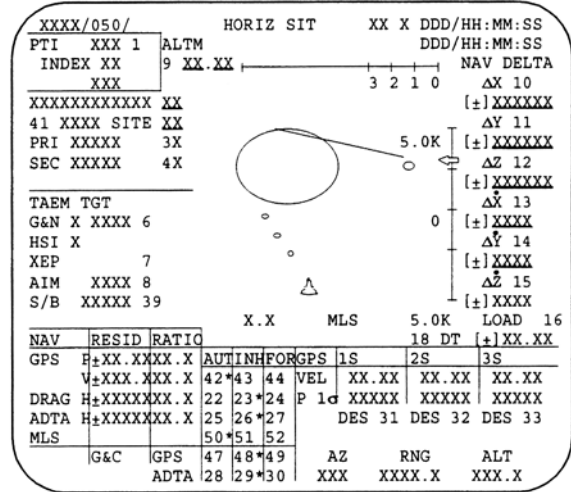 XXXX/050/ HORIZ SIT XX X DDD/HH:MM:SS
PTI XXX 1 ALTM DDD/HH:MM:SS
INDEX XX 9 XX.XX NAV DELTA
XXX 3 2 1 0 ΔX 10
XXXXXXXXXXXX XX [±]XXXXXX
41 XXXX SITE XX ΔY 11
PRI XXXXX 3X 5.0K [±]XXXXXX
SEC XXXXX 4X ΔZ 12
[±]XXXXXX
TAEM TGT ΔẊ 13
G&N X XXXX 6 0 [±]XXXX
HSI X ΔẎ 14
XEP 7 [±]XXXX
AIM XXXX 8 ΔŻ 15
S/B XXXXX 39 [±]XXXX
X.X MLS 5.0K LOAD 16
NAV RESID RATIO 18 DT [±]XX.XX
GPS P±XX.XXXXX.X AUT INH FOR GPS 1S 2S 3S
V±XXX.XXXX.X 42*43 44 VEL XX.XX XX.XX XX.XX
DRAG H±XXXXXXX.X 22 23*24 P 1σ XXXXX XXXXX XXXXX
ADTA H±XXXXXXX.X 25 26*27 DES 31 DES 32 DES 33
MLS 50*51 52
G&C GPS 47 48*49 AZ RNG ALT
ADTA 28 29*30 XXX XXXX.X XXX.X